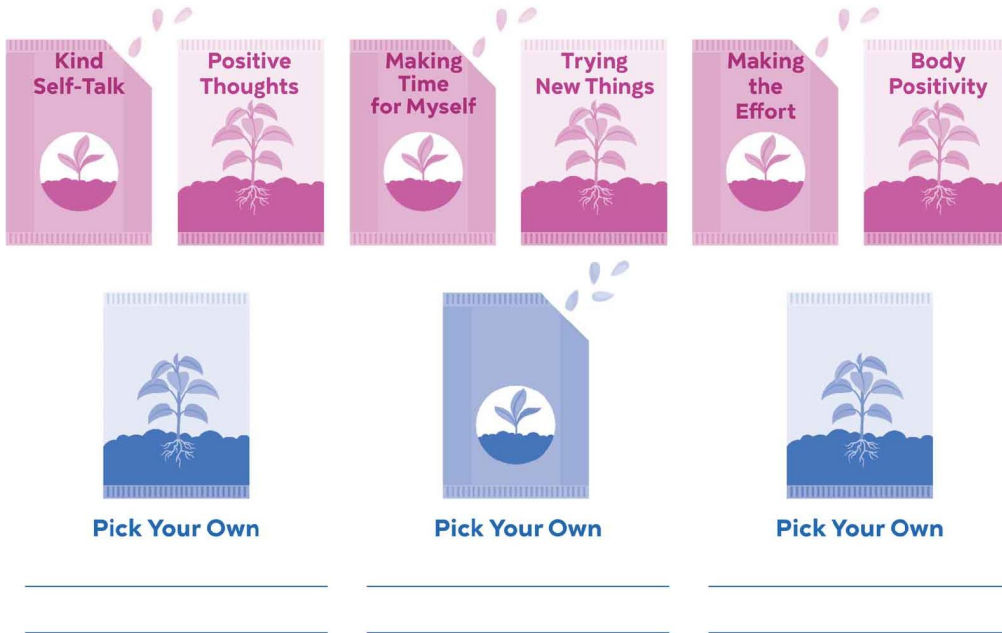 Kind
Self-Talk
Positive
Thoughts
Making
Time
for Myself
Trying
New Things
Making
the
Effort
Body
Positivity
Pick Your Own
Pick Your Own
Pick Your Own